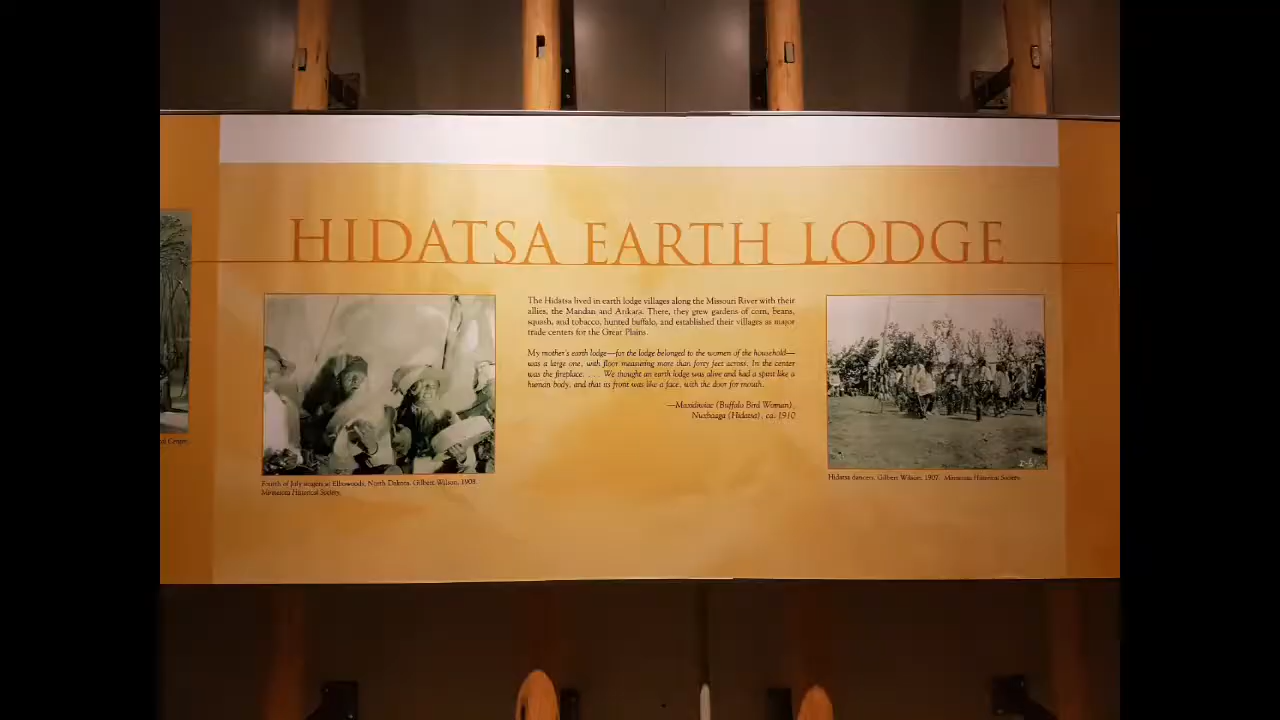 HIDATSA EARTH LODGE
The Hidatsa lived in earth lodge villages along the Missouri River with their
allies, the Mandan and Arikara. There, they grew gardens of corn, beans,
squash, and tobacco, hunted buffalo, and established their villages as major
trade centers for the Great Plains.
My mother's earth lodge—for the lodge belonged to the women of the household—
was a large one, with floor measuring more than forty feet across. In the center
was the fireplace. . . . We thought an earth lodge was alive and had a spirit like a
human body, and that its front was like a face, with the door for mouth.
—Maxidiwiac (Buffalo Bird Woman),
(Hidatsa), ca. 1910
Fourth of July singers at Elbowoods, North Dakota. Gilbert Wilson, 1909.
Minnesota Historical Society.
Hidatsa dancers. Gilbert Wilson, 1907. Minnesota Historical Society.